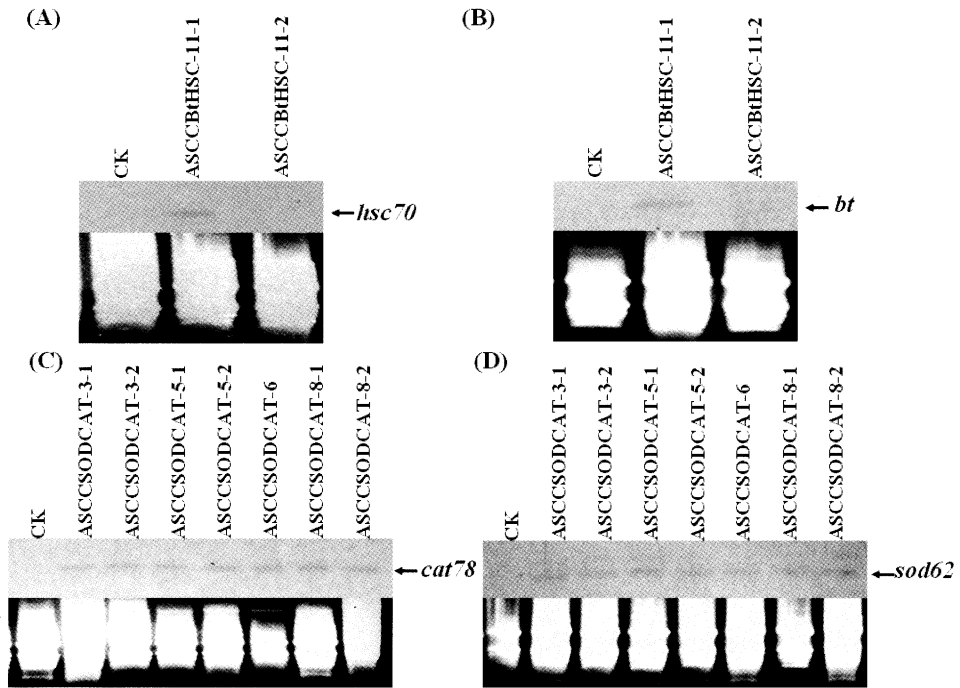 (A)
CK
ASCCBtHSC-11-1
ASCCBtHSC-11-2
hsc70
(B)
CK
ASCCBtHSC-11-1
ASCCBtHSC-11-2
bt
(C)
CK
ASCCSODCAT-3-1
ASCCSODCAT-3-2
ASCCSODCAT-5-1
ASCCSODCAT-5-2
ASCCSODCAT-6
ASCCSODCAT-8-1
ASCCSODCAT-8-2
cat78
(D)
CK
ASCCSODCAT-3-1
ASCCSODCAT-3-2
ASCCSODCAT-5-1
ASCCSODCAT-5-2
ASCCSODCAT-6
ASCCSODCAT-8-1
ASCCSODCAT-8-2
sod62